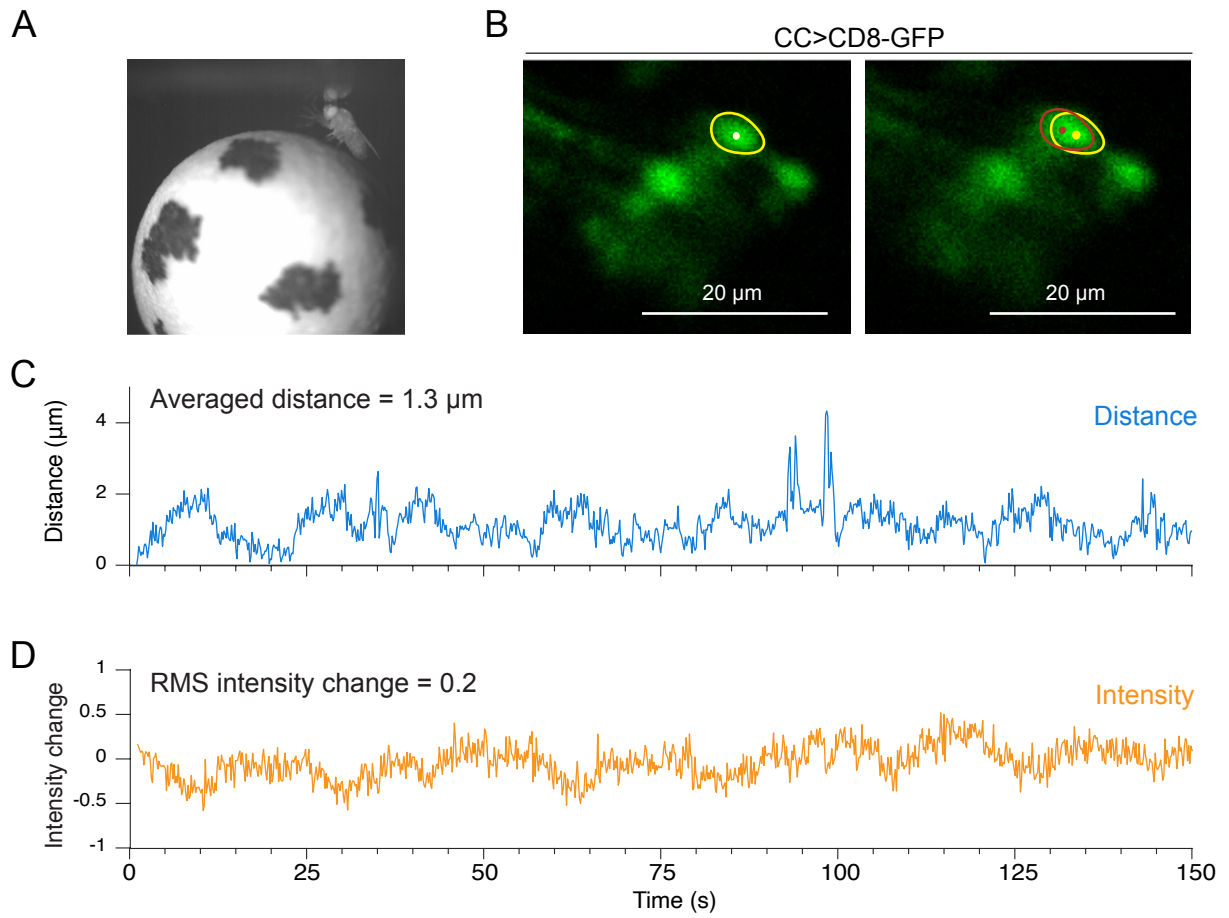 A
B
CC>CD8-GFP
20 µm
20 µm
C
Averaged distance = 1.3 µm
Distance
Distance (µm)
4
2
0
D
RMS intensity change = 0.2
Intensity
Intensity change
1
0.5
0
-0.5
-1
0 25 50 75 100 125 150
Time (s)